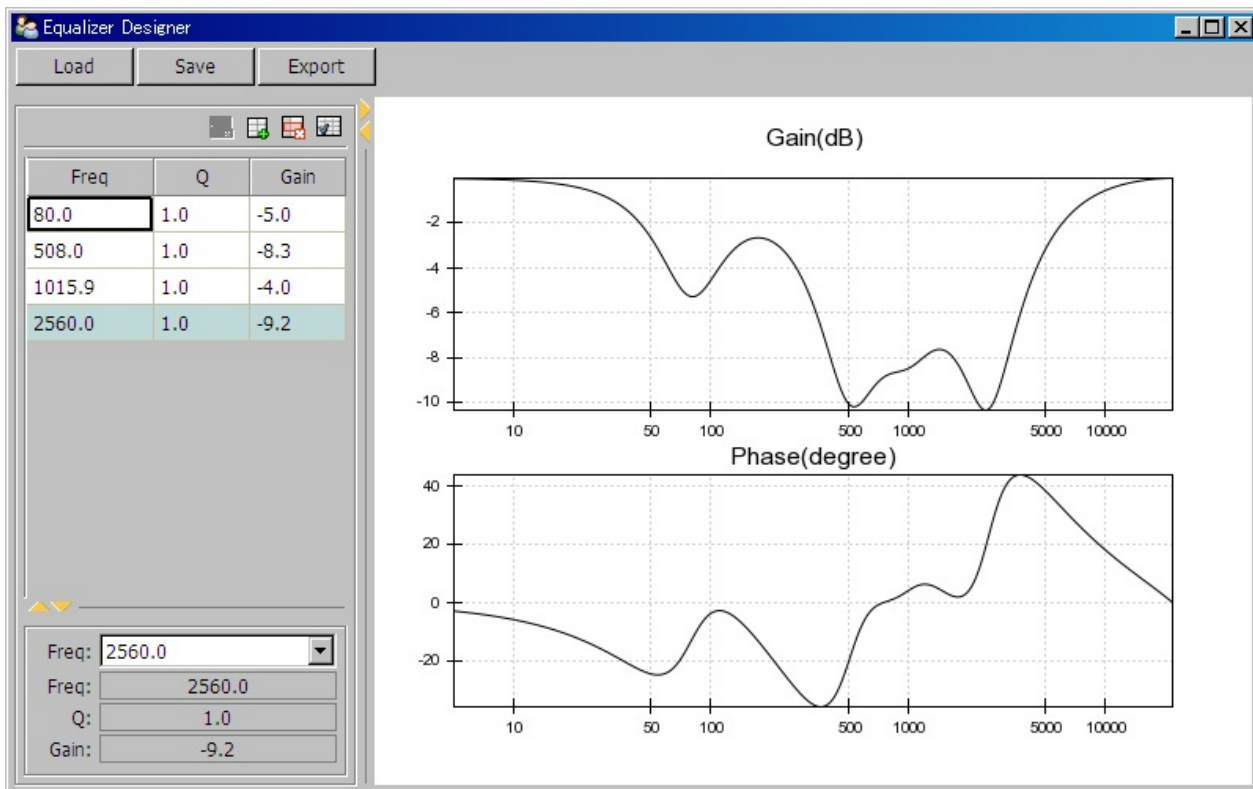 Equalizer Designer
Load Save Export
Freq Q Gain
80.0 1.0 -5.0
508.0 1.0 -8.3
1015.9 1.0 -4.0
2560.0 1.0 -9.2
Freq: 2560.0
Freq: 2560.0
Q: 1.0
Gain: -9.2
Gain(dB)
-2
-4
-6
-8
-10
10 50 100 500 1000 5000 10000
Phase(degree)
40
20
0
-20
10 50 100 500 1000 5000 10000